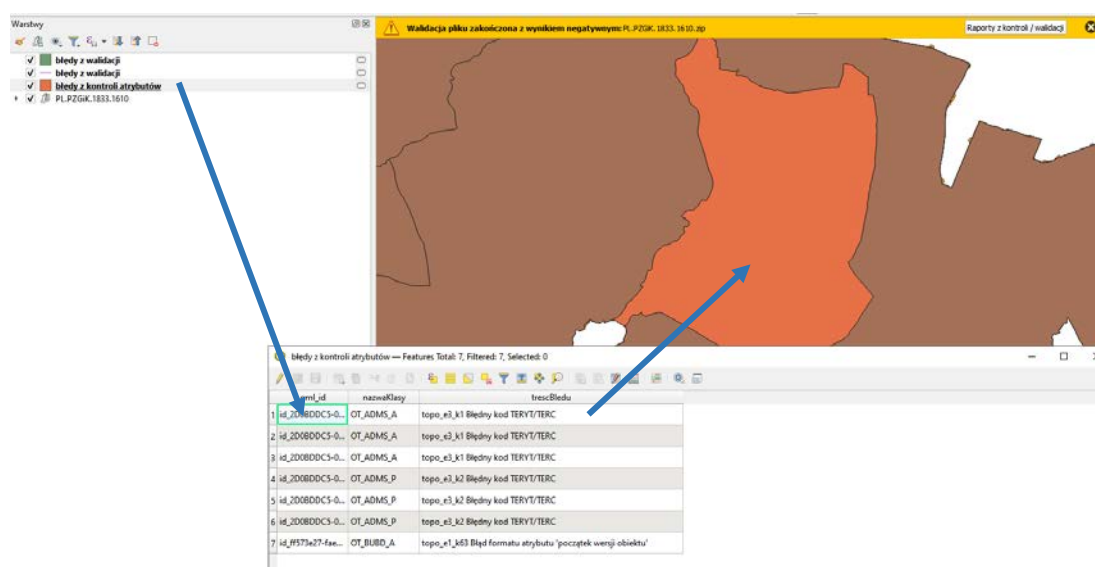 Warstwy
Walidacja pliku zakończona z wynikiem negatywnym: PL.PZGiK.1833.1610.zip
Raporty z kontroli / walidacji
błędy z walidacji
błędy z walidacji
błędy z kontroli atrybutów
PL.PZGiK.1833.1610
błędy z kontroli atrybutów — Features Total: 7, Filtered: 7, Selected: 0
gml_id nazwaKlasy trescBledu
1 id_2D0BDDC5-0... OT_ADMS_A topo_e3_k1 Błędny kod TERYT/TERC
2 id_2D0BDDC5-0... OT_ADMS_A topo_e3_k1 Błędny kod TERYT/TERC
3 id_2D0BDDC5-0... OT_ADMS_A topo_e3_k1 Błędny kod TERYT/TERC
4 id_2D0BDDC5-0... OT_ADMS_P topo_e3_k2 Błędny kod TERYT/TERC
5 id_2D0BDDC5-0... OT_ADMS_P topo_e3_k2 Błędny kod TERYT/TERC
6 id_2D0BDDC5-0... OT_ADMS_P topo_e3_k2 Błędny kod TERYT/TERC
7 id_ff573e27-fae... OT_BUBD_A topo_e1_k63 Błąd formatu atrybutu 'początek wersji obiektu'